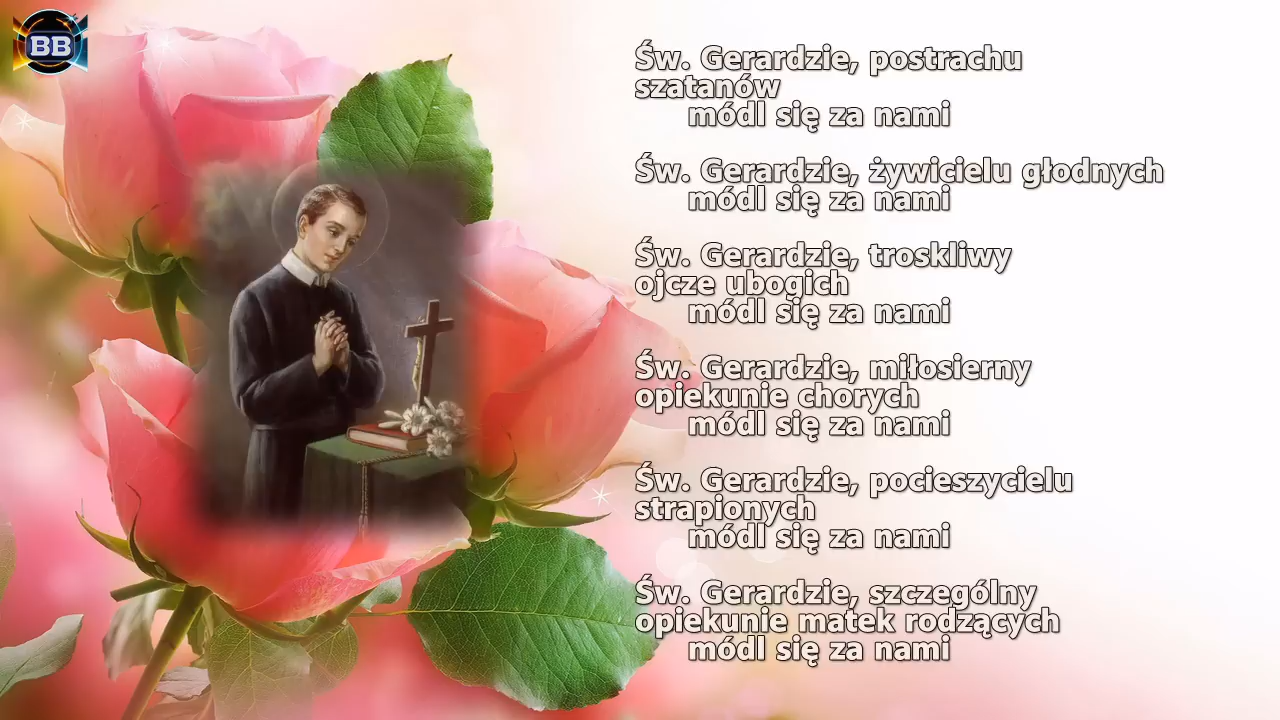 BB
Św. Gerardzie, postrachu
szatanów
módl się za nami
Św. Gerardzie, żywicielu głodnych
módl się za nami
Św. Gerardzie, troskliwy
ojcze ubogich
módl się za nami
Św. Gerardzie, miłosierny
opiekunie chorych
módl się za nami
Św. Gerardzie, pocieszycielu
strapionych
módl się za nami
Św. Gerardzie, szczególny
opiekunie matek rodzących
módl się za nami